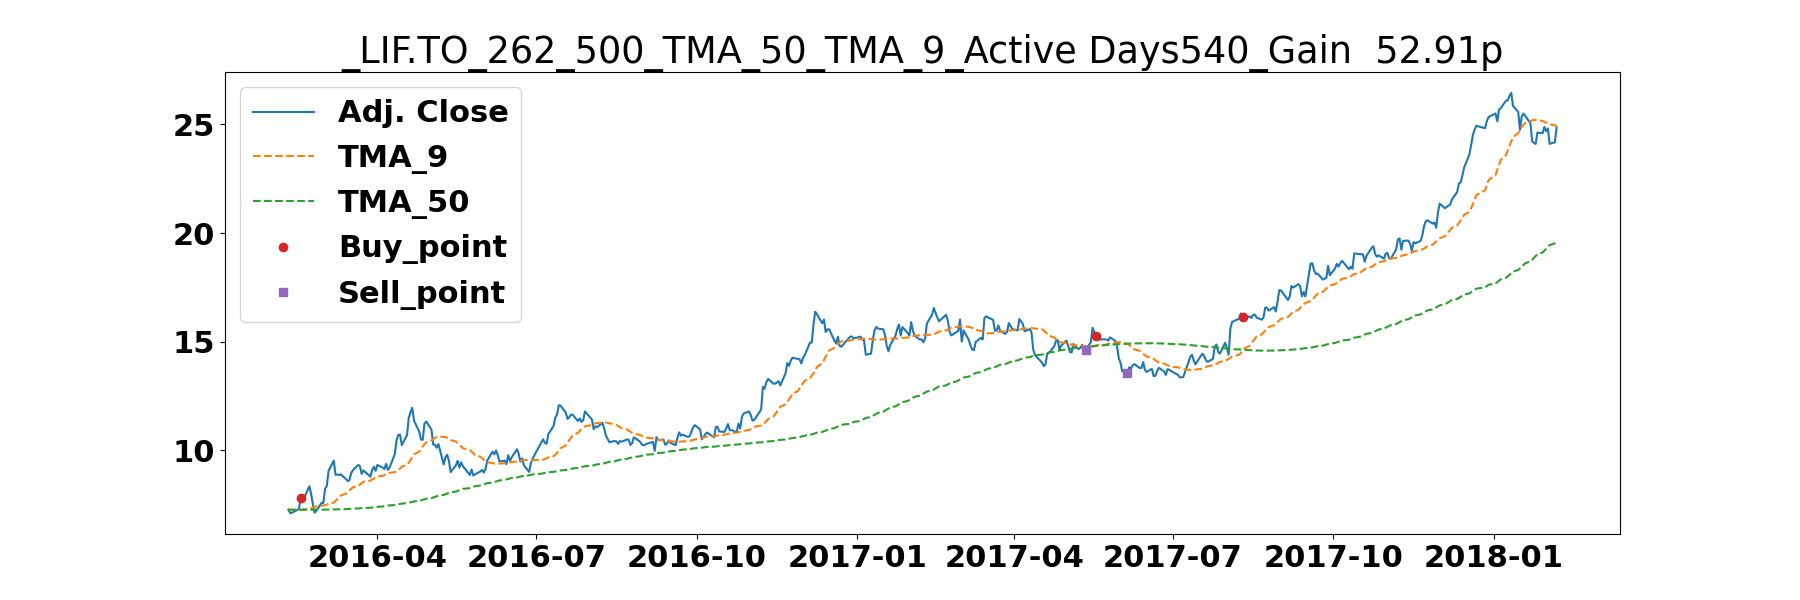 _LIF.TO_262_500_TMA_50_TMA_9_Active Days540_Gain  52.91p
Adj. Close
TMA_9
TMA_50
Buy_point
Sell_point
25
20
15
10
2016-04 2016-07 2016-10 2017-01 2017-04 2017-07 2017-10 2018-01